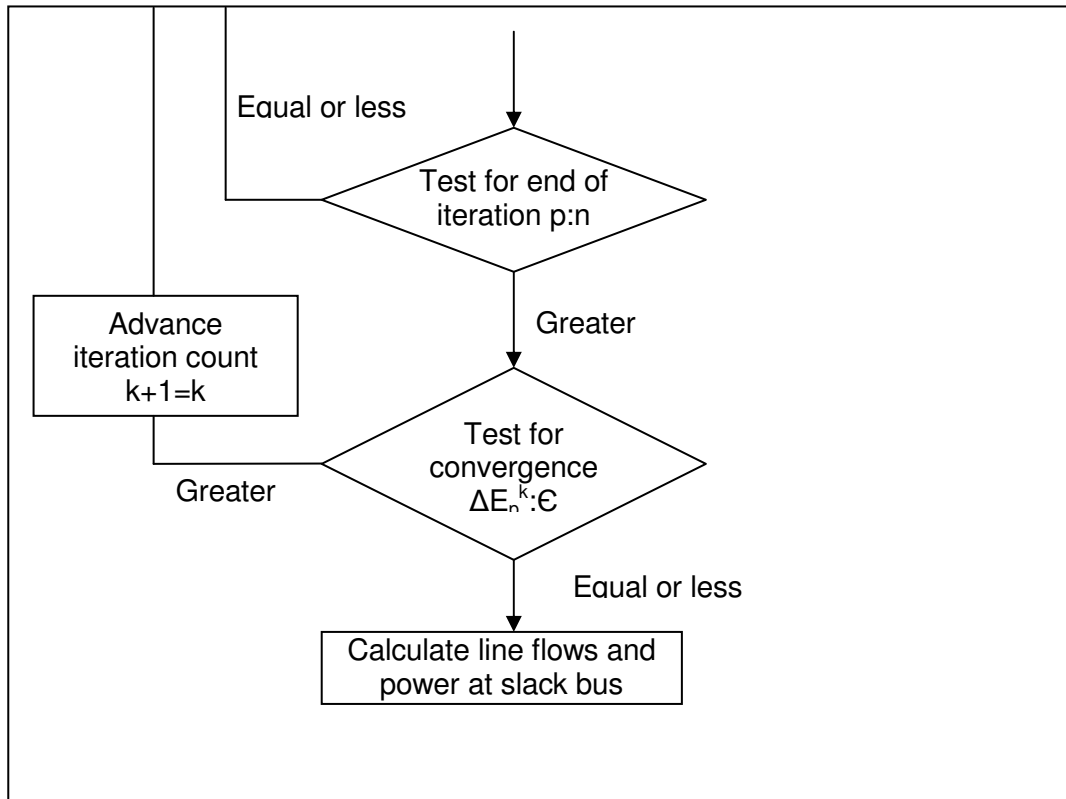 Equal or less
Test for end of
iteration p:n
Greater
Advance
iteration count
k+1=k
Test for
convergence
ΔEₚᵏ:Є
Greater
Equal or less
Calculate line flows and
power at slack bus